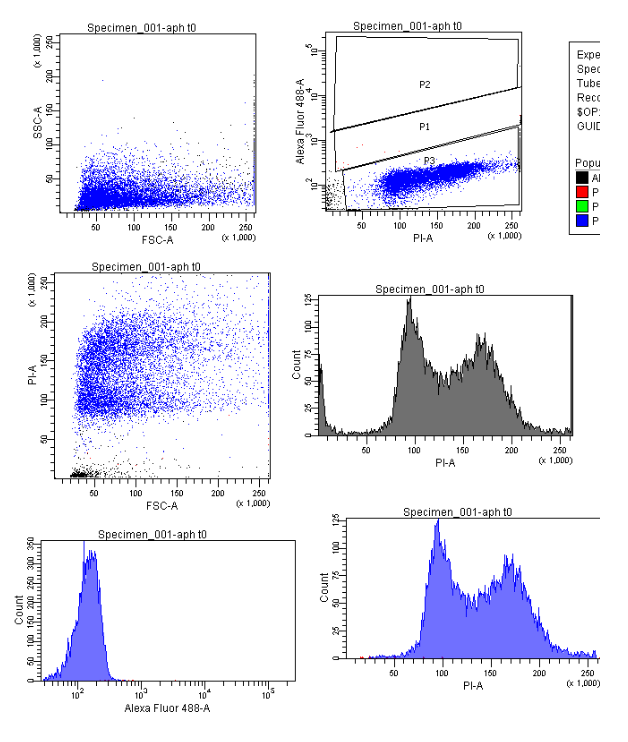 Specimen_001-aph t0
SSC-A
(x 1,000)
50 100 150 200 250
50 100 150 200 250
FSC-A
(x 1,000)
Specimen_001-aph t0
Alexa Fluor 488-A
10^2 10^3 10^4 10^5
P2
P1
P3
50 100 150 200 250
PI-A
(x 1,000)
Expe
Spec
Tube
Reco
$OP
GUID
Popu
P
P
P
Specimen_001-aph t0
PI-A
(x 1,000)
50 100 150 200 250
50 100 150 200 250
FSC-A
(x 1,000)
Specimen_001-aph t0
Count
0 25 50 75 100 125
50 100 150 200 250
PI-A
(x 1,000)
Specimen_001-aph t0
Count
0 50 100 150 200 250 300 350
10^2 10^3 10^4 10^5
Alexa Fluor 488-A
Specimen_001-aph t0
Count
0 25 50 75 100 125
50 100 150 200 250
PI-A
(x 1,000)